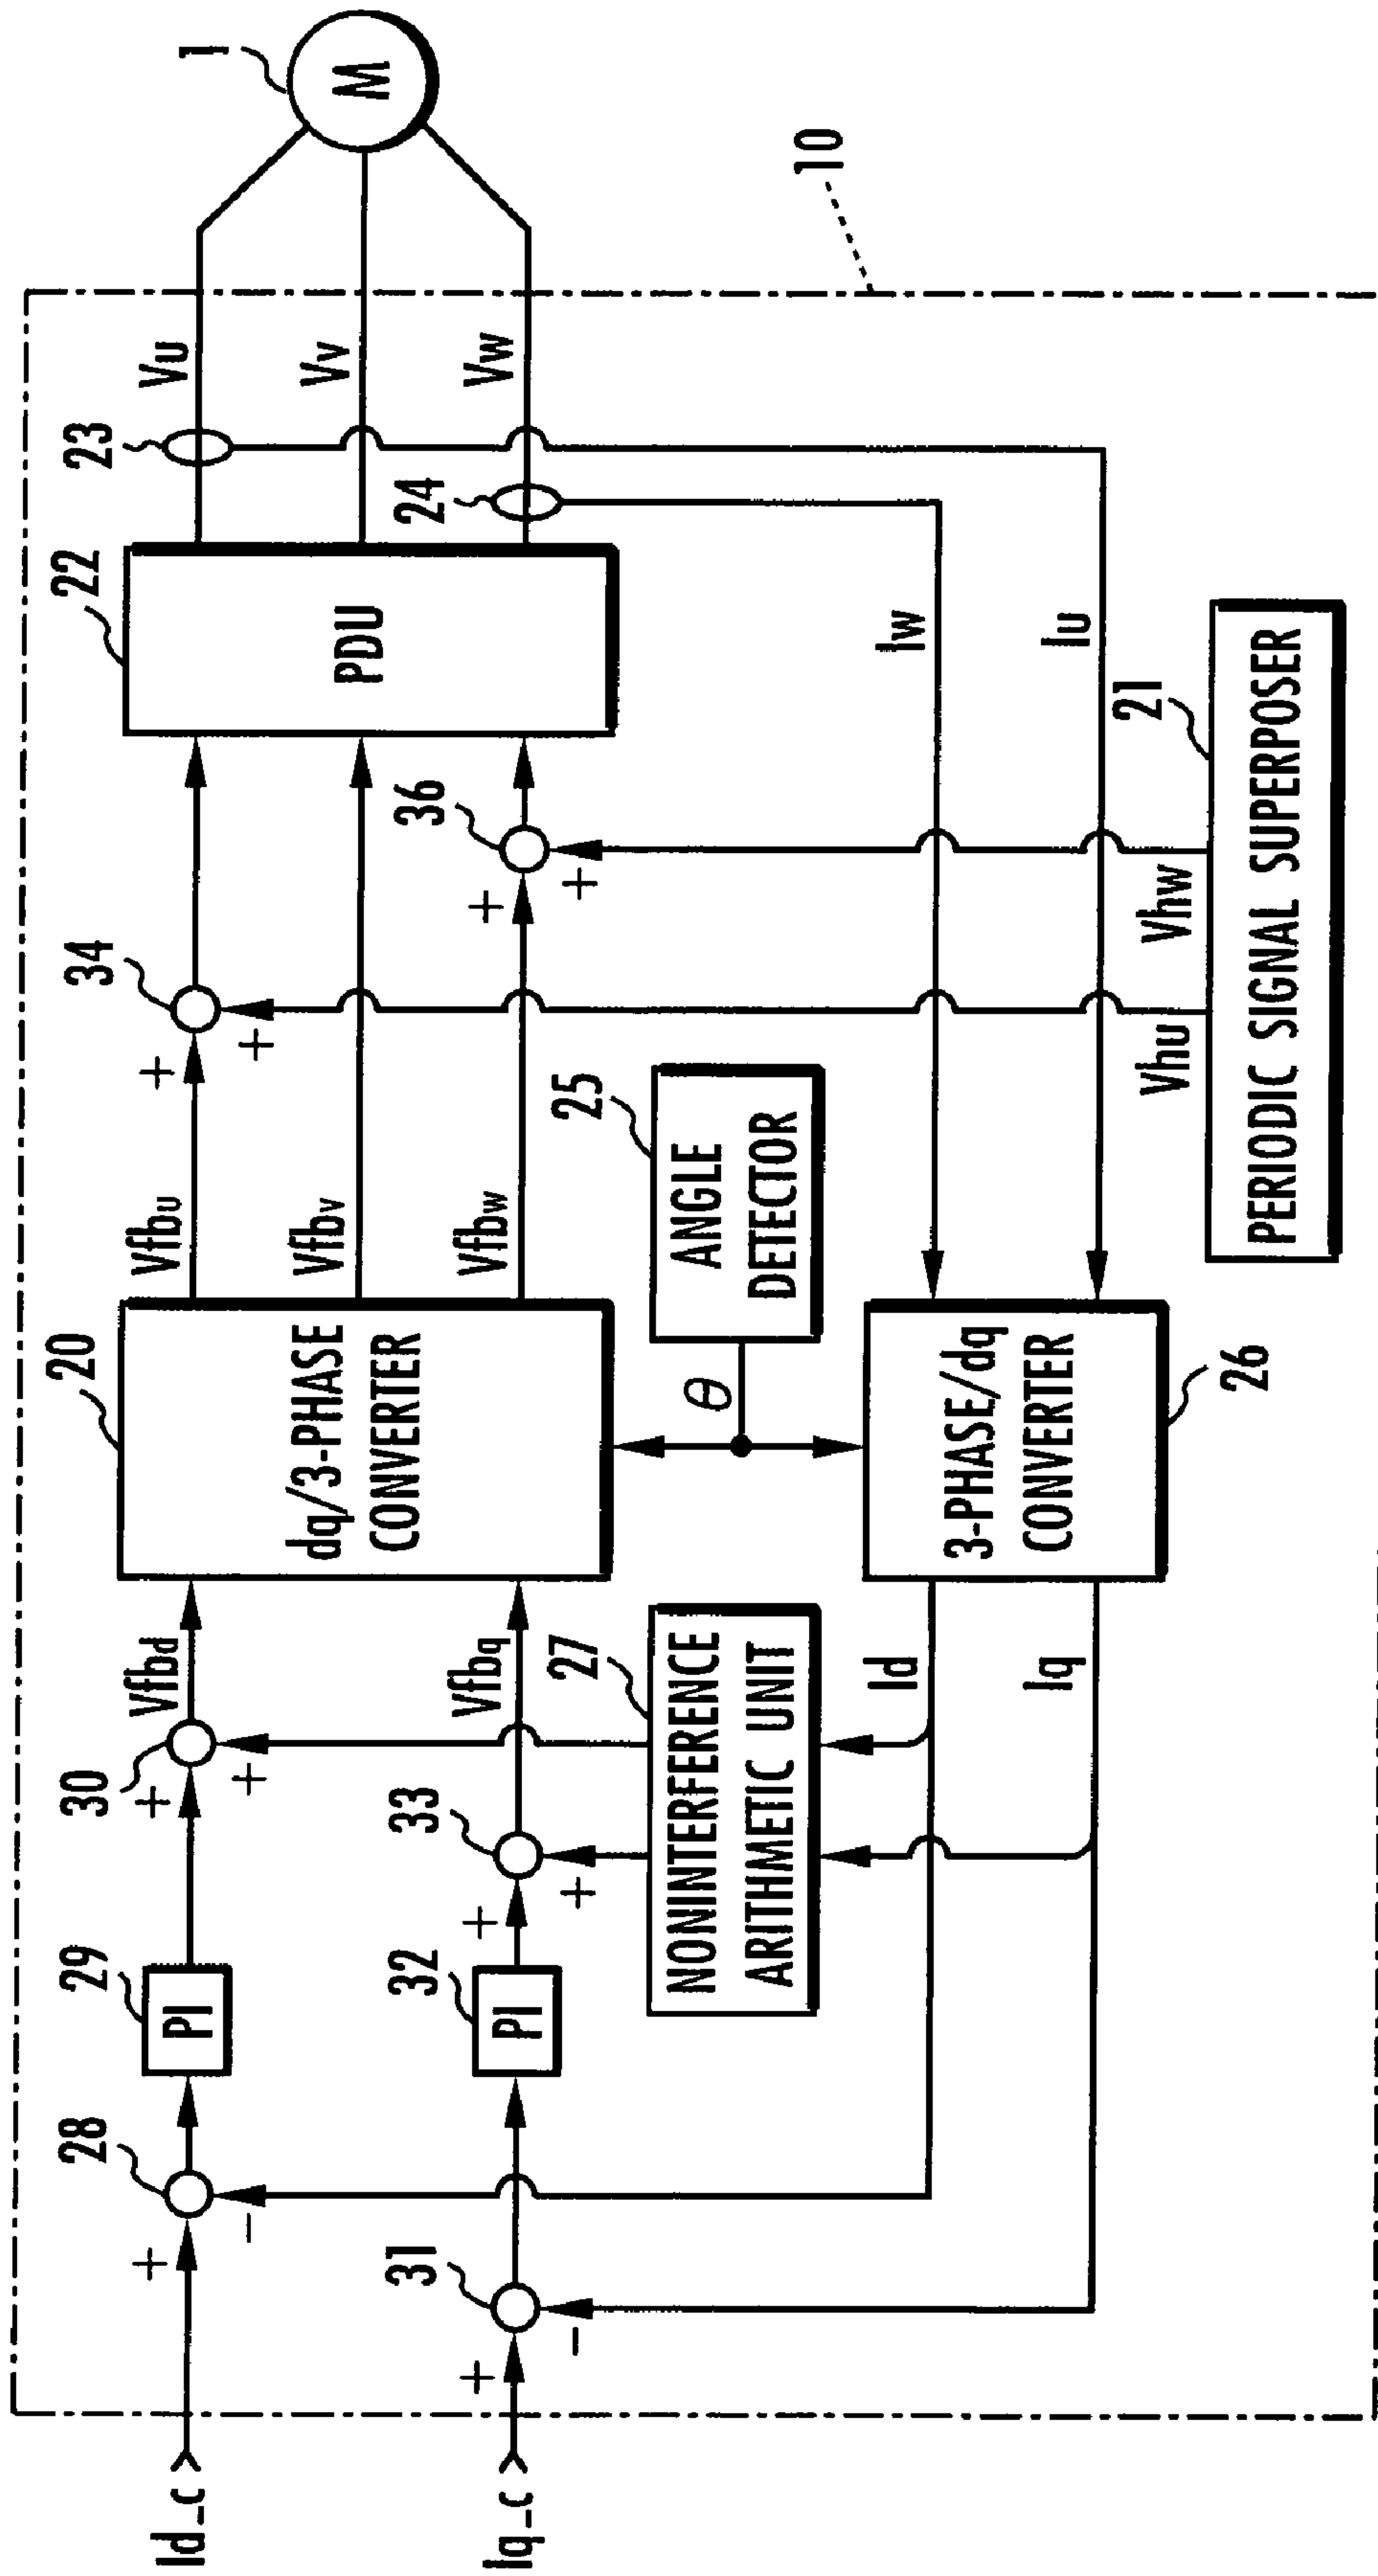 1
M
10
Vu
Vv
Vw
23
24
22
PDU
Iw
Iu
21
PERIODIC SIGNAL SUPERPOSER
Vhu
Vhw
34
+
+
36
+
+
Vfbu
Vfbv
Vfbw
25
ANGLE
DETECTOR
θ
20
dq/3-PHASE
CONVERTER
3-PHASE/dq
CONVERTER
26
Vfbd
Vfbq
27
NONINTERFERENCE
ARITHMETIC UNIT
Id
Iq
30
+
+
33
+
+
29
PI
32
PI
28
+
-
31
+
-
Id_c
Iq_c